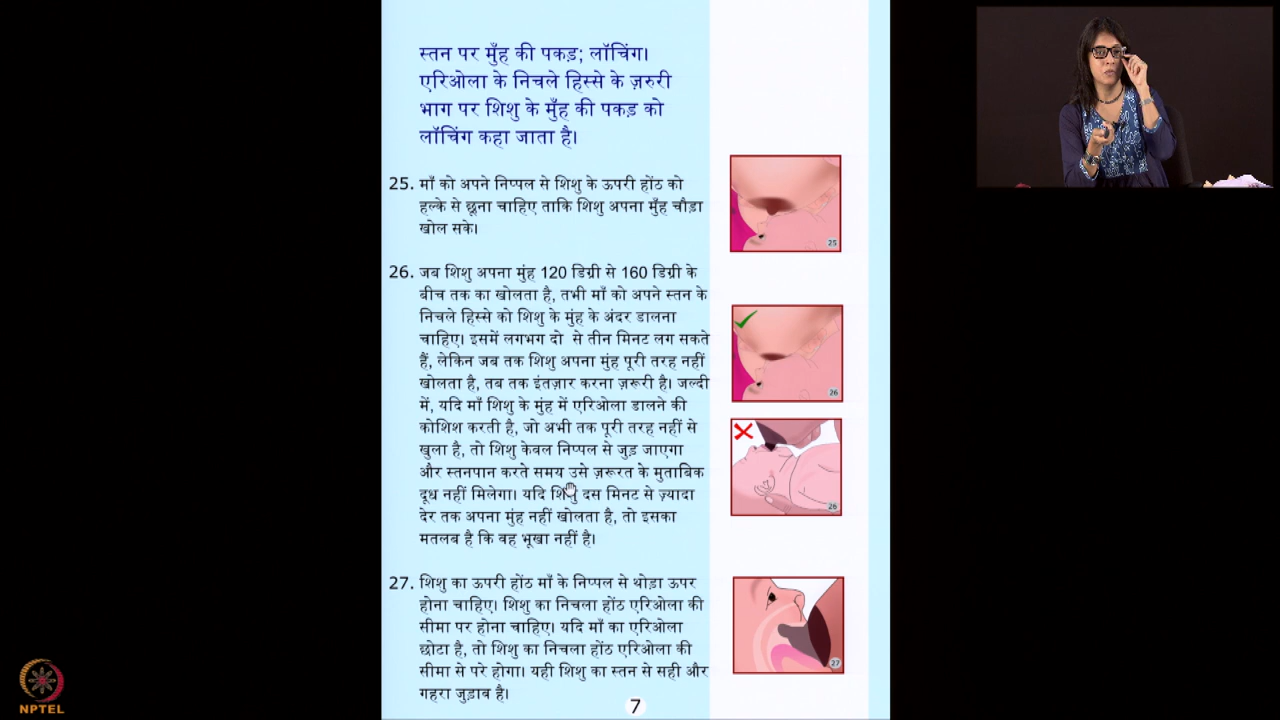 स्तन पर मुँह की पकड़; लॉचिंग।
एरिओला के निचले हिस्से के ज़रुरी
भाग पर शिशु के मुँह की पकड़ को
लॉचिंग कहा जाता है।
25. माँ को अपने निप्पल से शिशु के ऊपरी होंठ को
हल्के से छूना चाहिए ताकि शिशु अपना मुँह चौड़ा
खोल सके।
25
26. जब शिशु अपना मुंह 120 डिग्री से 160 डिग्री के
बीच तक का खोलता है, तभी माँ को अपने स्तन के
निचले हिस्से को शिशु के मुंह के अंदर डालना
चाहिए। इसमें लगभग दो से तीन मिनट लग सकते
हैं, लेकिन जब तक शिशु अपना मुंह पूरी तरह नहीं
खोलता है, तब तक इंतज़ार करना ज़रूरी है। जल्दी
में, यदि माँ शिशु के मुंह में एरिओला डालने की
कोशिश करती है, जो अभी तक पूरी तरह नहीं से
खुला है, तो शिशु केवल निप्पल से जुड़ जाएगा
और स्तनपान करते समय उसे ज़रूरत के मुताबिक
दूध नहीं मिलेगा। यदि शिशु दस मिनट से ज़्यादा
देर तक अपना मुंह नहीं खोलता है, तो इसका
मतलब है कि वह भूखा नहीं है।
26
26
27. शिशु का ऊपरी होंठ माँ के निप्पल से थोड़ा ऊपर
होना चाहिए। शिशु का निचला होंठ एरिओला की
सीमा पर होना चाहिए। यदि माँ का एरिओला
छोटा है, तो शिशु का निचला होंठ एरिओला की
सीमा से परे होगा। यही शिशु का स्तन से सही और
गहरा जुड़ाव है।
27
7
NPTEL